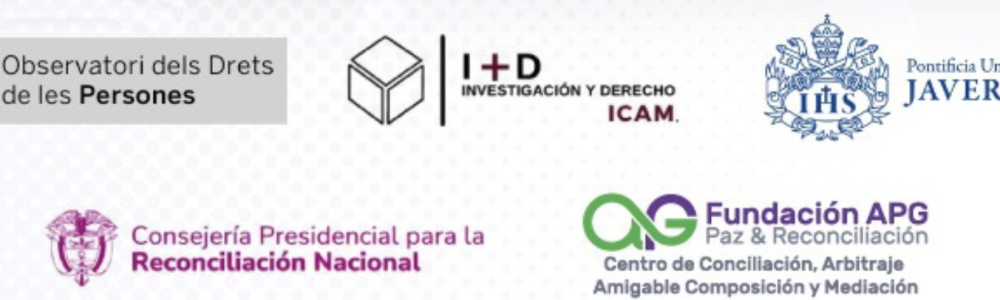 Observatori dels Drets
de les Persones
I+D
INVESTIGACIÓN Y DERECHO
ICAM.
IHS
Pontificia
JAVER
Consejería Presidencial para la
Reconciliación Nacional
Fundación APG
Paz & Reconciliación
Centro de Conciliación, Arbitraje
Amigable Composición y Mediación